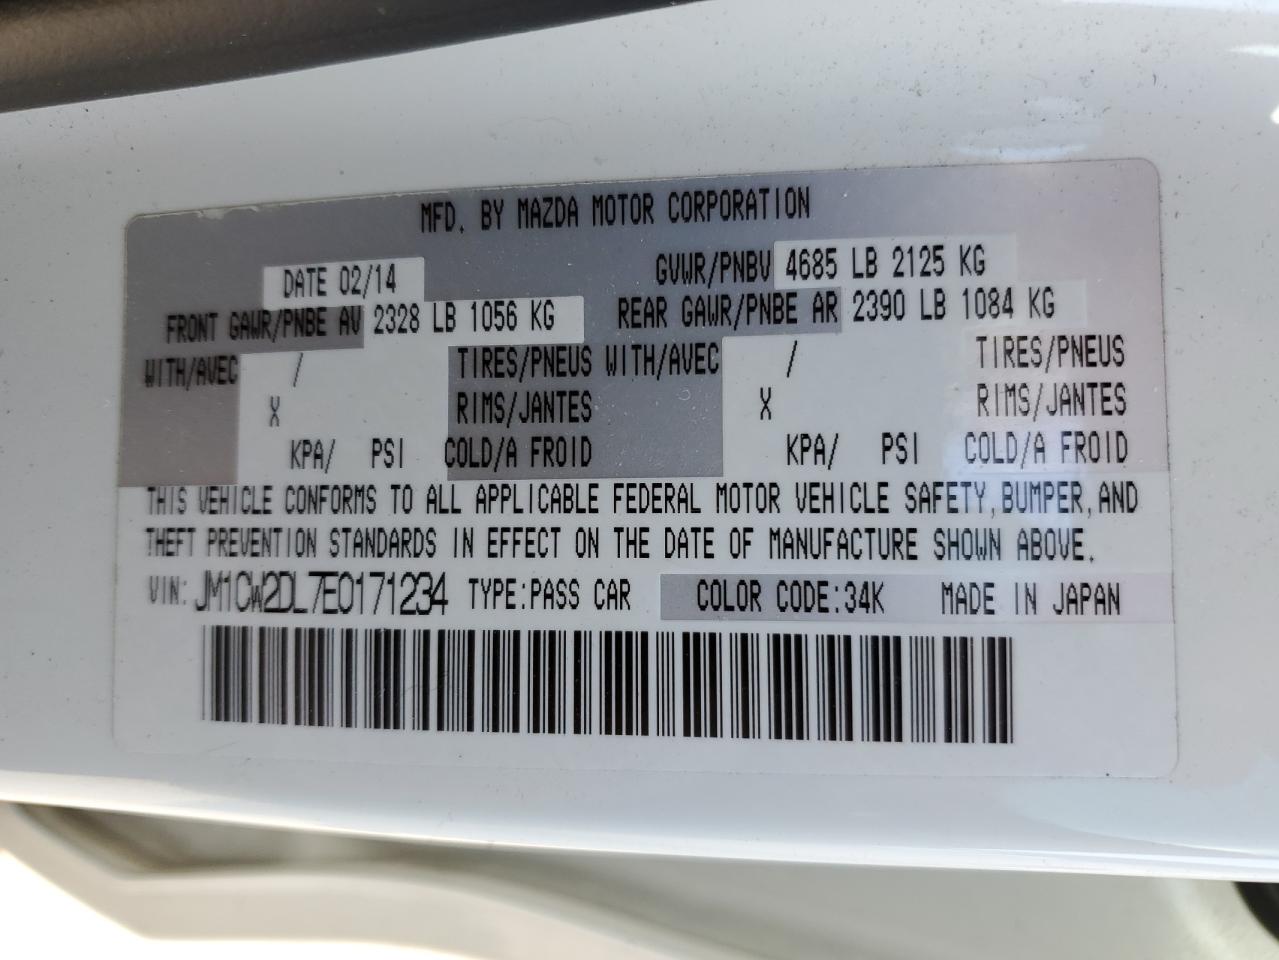 MFD. BY MAZDA MOTOR CORPORATION
DATE 02/14 GVWR/PNBV 4685 LB 2125 KG
FRONT GAWR/PNBE AV 2328 LB 1056 KG REAR GAWR/PNBE AR 2390 LB 1084 KG
WITH/AVEC / TIRES/PNEUS WITH/AVEC / TIRES/PNEUS
X RIMS/JANTES X RIMS/JANTES
KPA/ PSI COLD/A FROID KPA/ PSI COLD/A FROID
THIS VEHICLE CONFORMS TO ALL APPLICABLE FEDERAL MOTOR VEHICLE SAFETY, BUMPER, AND
THEFT PREVENTION STANDARDS IN EFFECT ON THE DATE OF MANUFACTURE SHOWN ABOVE.
VIN: JM1CW2DL7E0171234 TYPE:PASS CAR COLOR CODE:34K MADE IN JAPAN